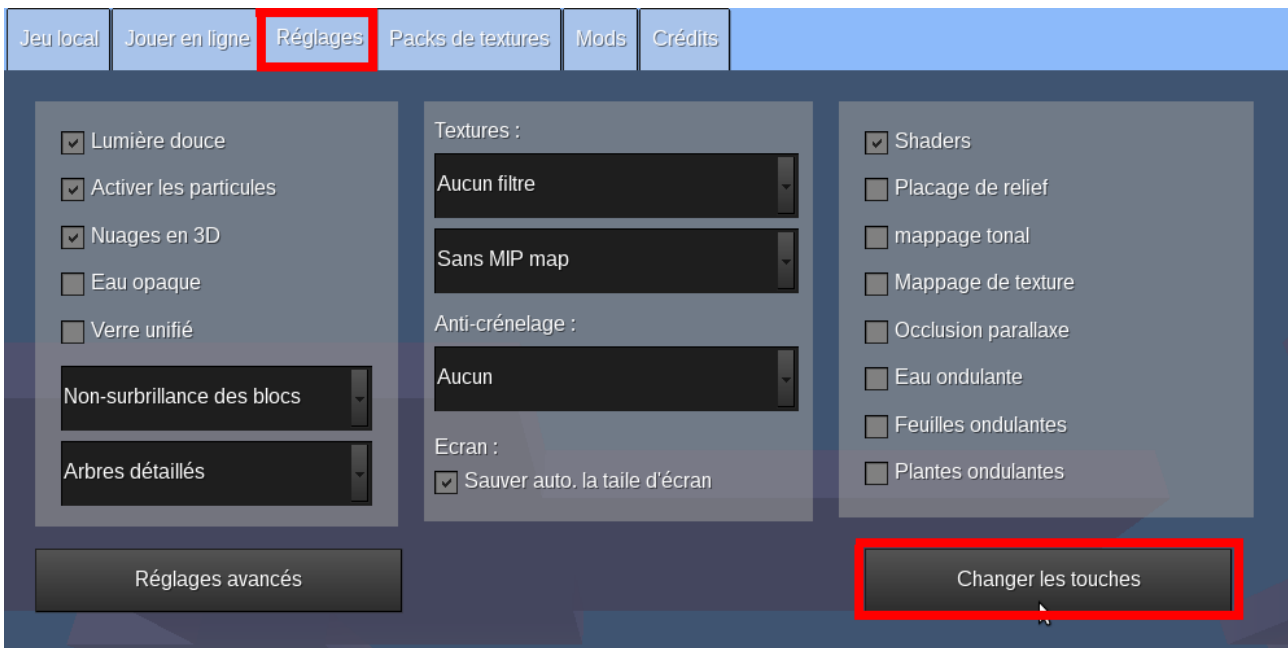 Jeu local
Jouer en ligne
Réglages
Packs de textures
Mods
Crédits
Lumière douce
Activer les particules
Nuages en 3D
Eau opaque
Verre unifié
Non-surbrillance des blocs
Arbres détaillés
Textures :
Aucun filtre
Sans MIP map
Anti-crénelage :
Aucun
Ecran :
Sauver auto. la taile d'écran
Shaders
Placage de relief
mappage tonal
Mappage de texture
Occlusion parallaxe
Eau ondulante
Feuilles ondulantes
Plantes ondulantes
Réglages avancés
Changer les touches